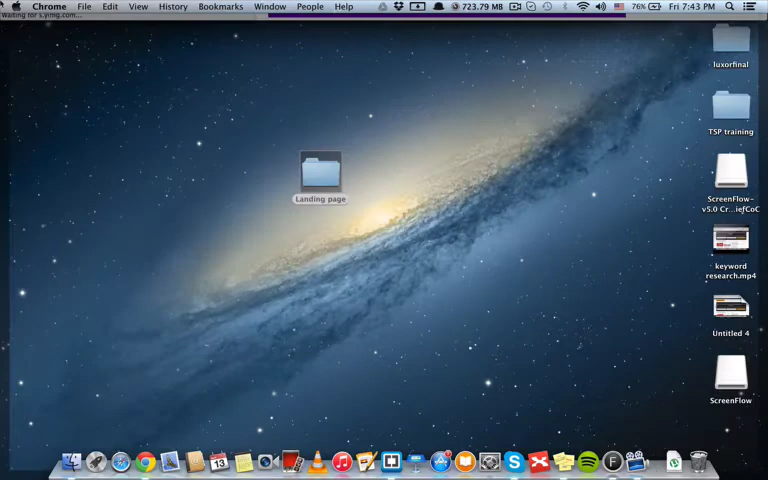 Chrome File Edit View History Bookmarks Window People Help 723.79 MB 76% Fri 7:43 PM
Waiting for s.yimg.com...
luxorfinal
TSP training
Landing page
ScreenFlow-
v5.0 Cr...iefCoC
keyword
research.mp4
Untitled 4
ScreenFlow
13